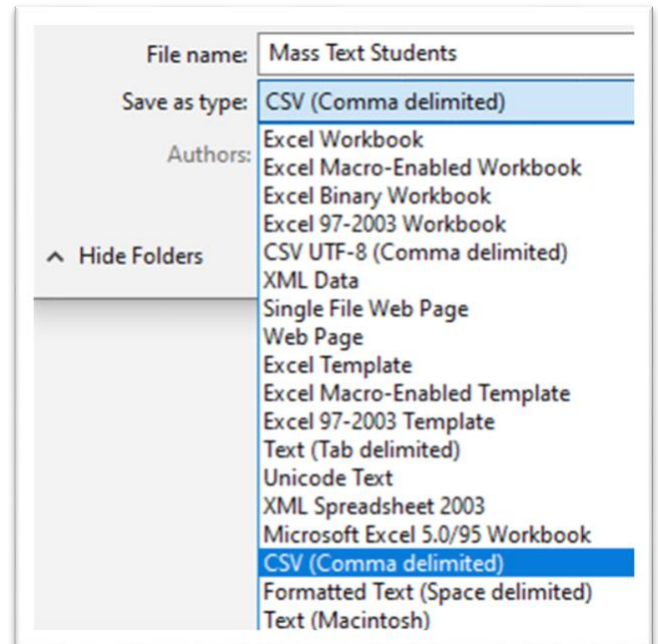 File name: Mass Text Students
Save as type: CSV (Comma delimited)
Authors:
Hide Folders
Excel Workbook
Excel Macro-Enabled Workbook
Excel Binary Workbook
Excel 97-2003 Workbook
CSV UTF-8 (Comma delimited)
XML Data
Single File Web Page
Web Page
Excel Template
Excel Macro-Enabled Template
Excel 97-2003 Template
Text (Tab delimited)
Unicode Text
XML Spreadsheet 2003
Microsoft Excel 5.0/95 Workbook
CSV (Comma delimited)
Formatted Text (Space delimited)
Text (Macintosh)